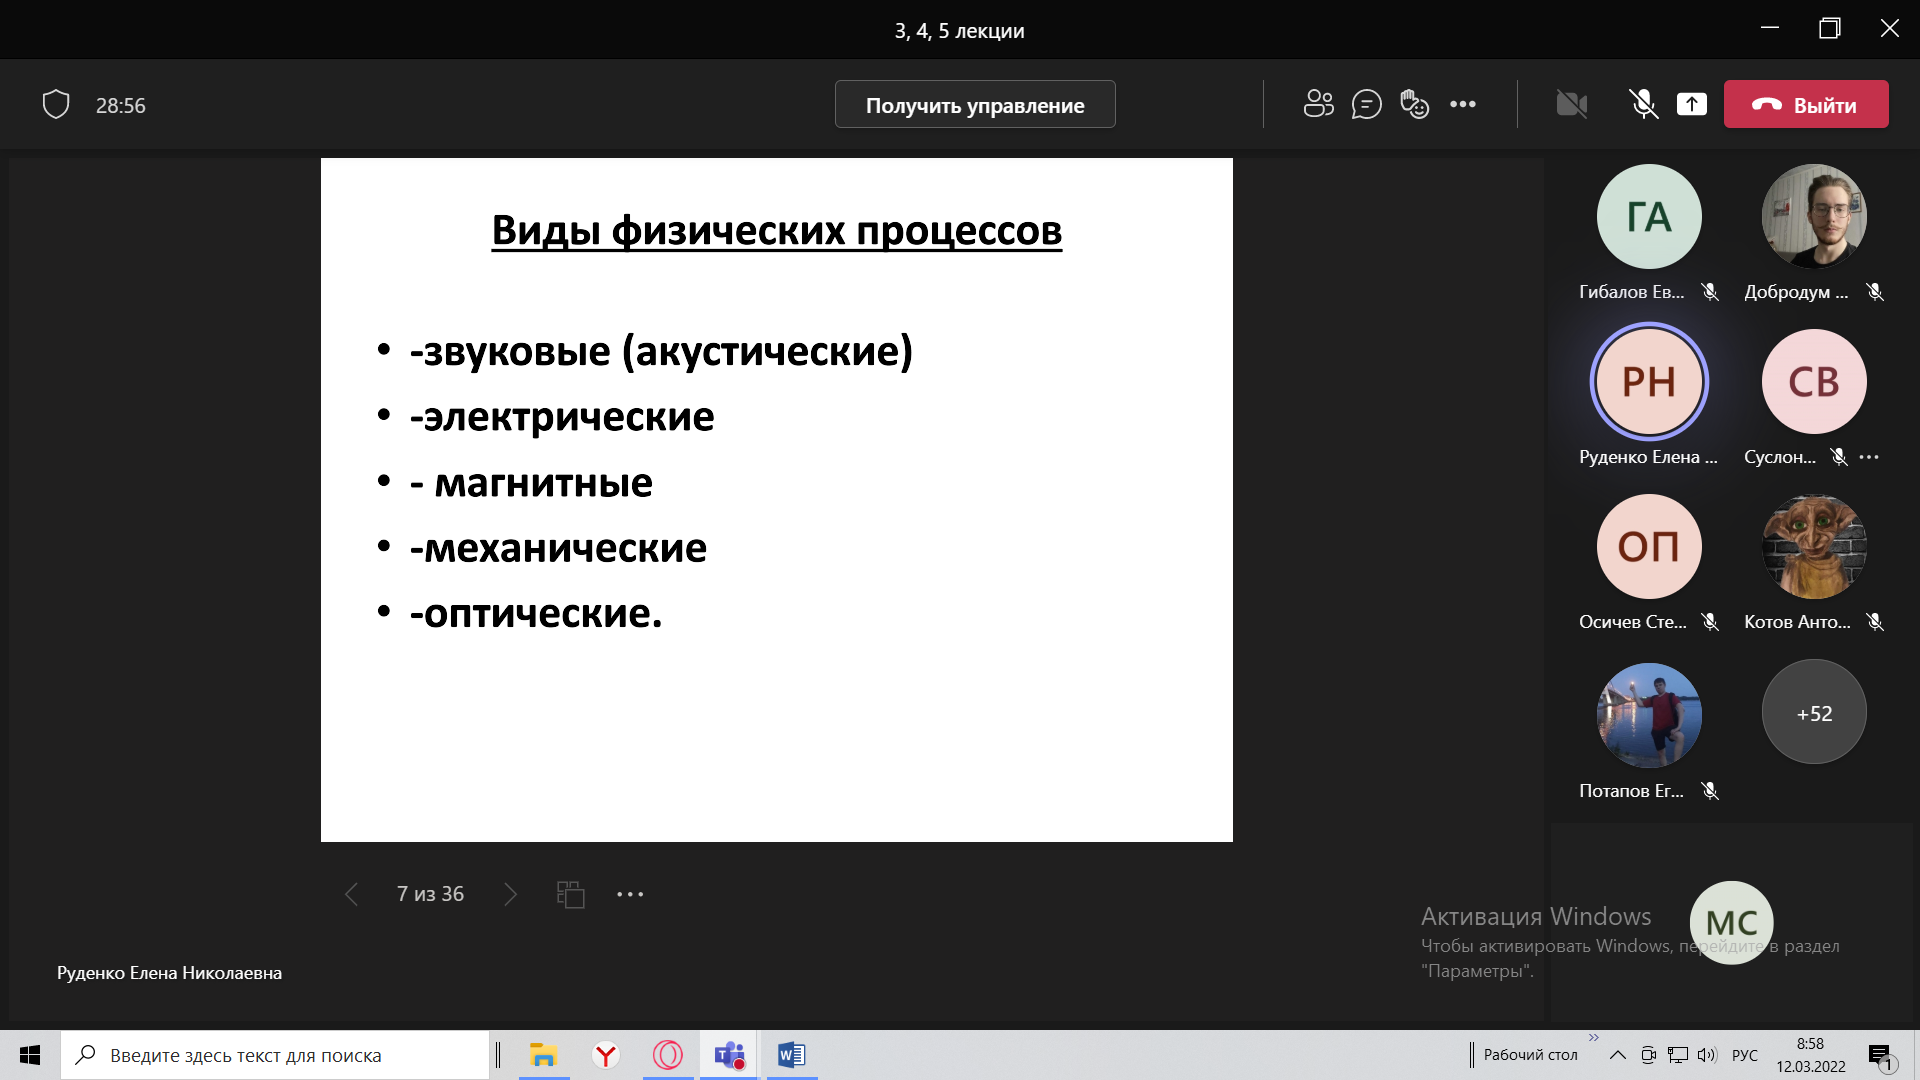 3, 4, 5 лекции
28:56
Получить управление
Выйти
Виды физических процессов
• -звуковые (акустические)
• -электрические
• - магнитные
• -механические
• -оптические.
ГА
Гибалов Ев...
Добродум ...
РН
Руденко Елена ...
СВ
Суслон...
ОП
Осичев Сте...
Котов Анто...
Потапов Ег...
+52
7 из 36
Руденко Елена Николаевна
МС
Активация Windows
Чтобы активировать Windows, перейдите в раздел
"Параметры".
Введите здесь текст для поиска
Рабочий стол
РУС
8:58
12.03.2022
1